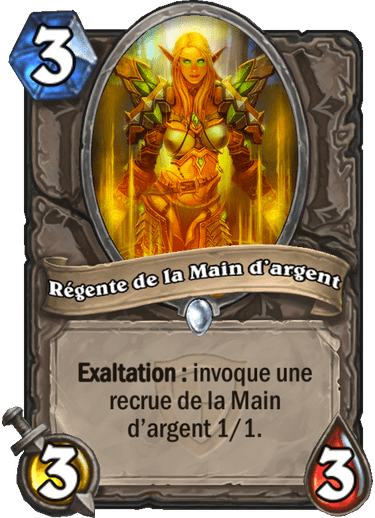 3
Régente de la Main d'argent
Exaltation : invoque une
recrue de la Main
d'argent 1/1.
3
3